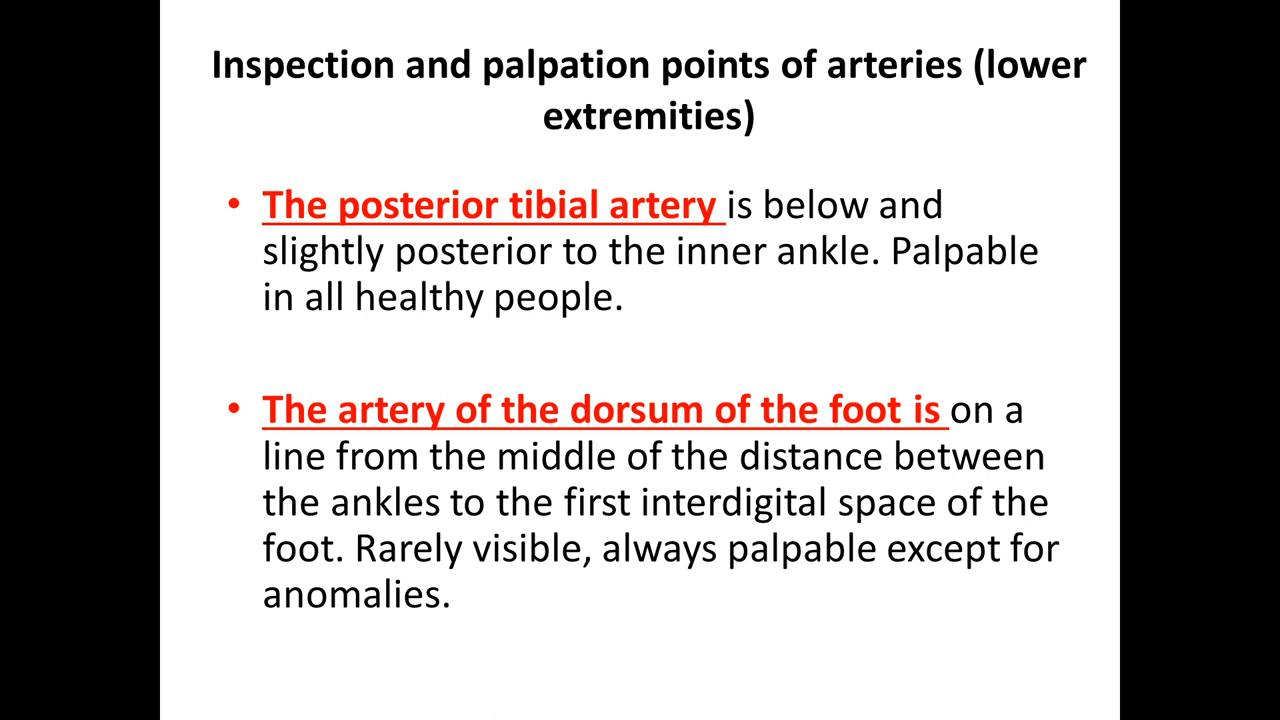 Inspection and palpation points of arteries (lower
extremities)
• The posterior tibial artery is below and
slightly posterior to the inner ankle. Palpable
in all healthy people.
• The artery of the dorsum of the foot is on a
line from the middle of the distance between
the ankles to the first interdigital space of the
foot. Rarely visible, always palpable except for
anomalies.